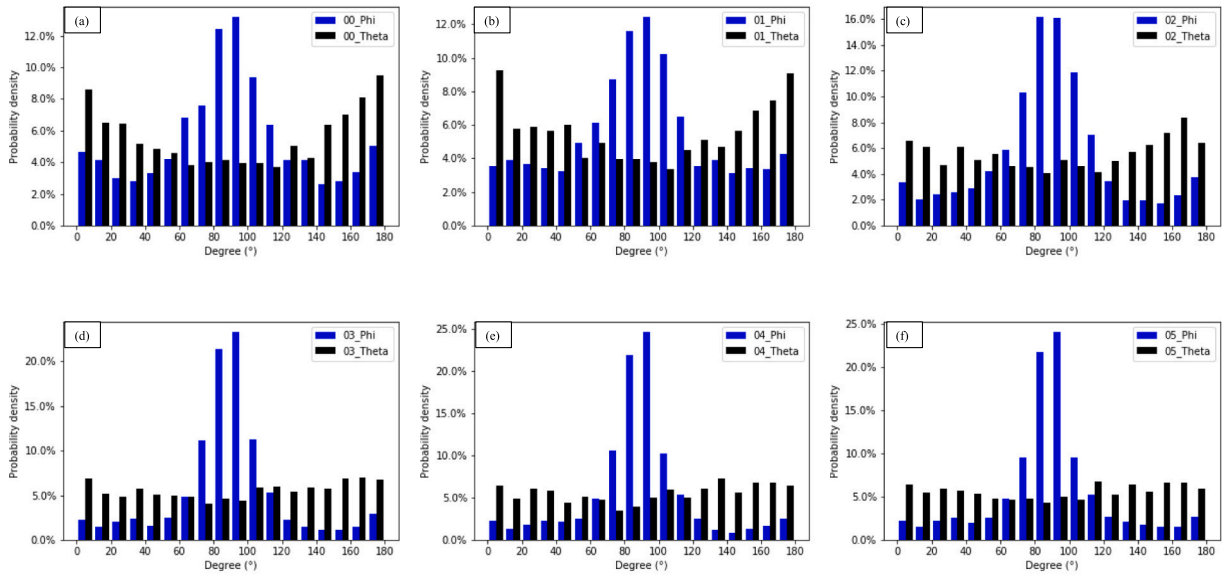 (a)
00_Phi
00_Theta
Probability density
12.0%
10.0%
8.0%
6.0%
4.0%
2.0%
0.0%
0 20 40 60 80 100 120 140 160 180
Degree (°)
(b)
01_Phi
01_Theta
Probability density
12.0%
10.0%
8.0%
6.0%
4.0%
2.0%
0.0%
0 20 40 60 80 100 120 140 160 180
Degree (°)
(c)
02_Phi
02_Theta
Probability density
16.0%
14.0%
12.0%
10.0%
8.0%
6.0%
4.0%
2.0%
0.0%
0 20 40 60 80 100 120 140 160 180
Degree (°)
(d)
03_Phi
03_Theta
Probability density
20.0%
15.0%
10.0%
5.0%
0.0%
0 20 40 60 80 100 120 140 160 180
Degree (°)
(e)
04_Phi
04_Theta
Probability density
25.0%
20.0%
15.0%
10.0%
5.0%
0.0%
0 20 40 60 80 100 120 140 160 180
Degree (°)
(f)
05_Phi
05_Theta
Probability density
25.0%
20.0%
15.0%
10.0%
5.0%
0.0%
0 20 40 60 80 100 120 140 160 180
Degree (°)